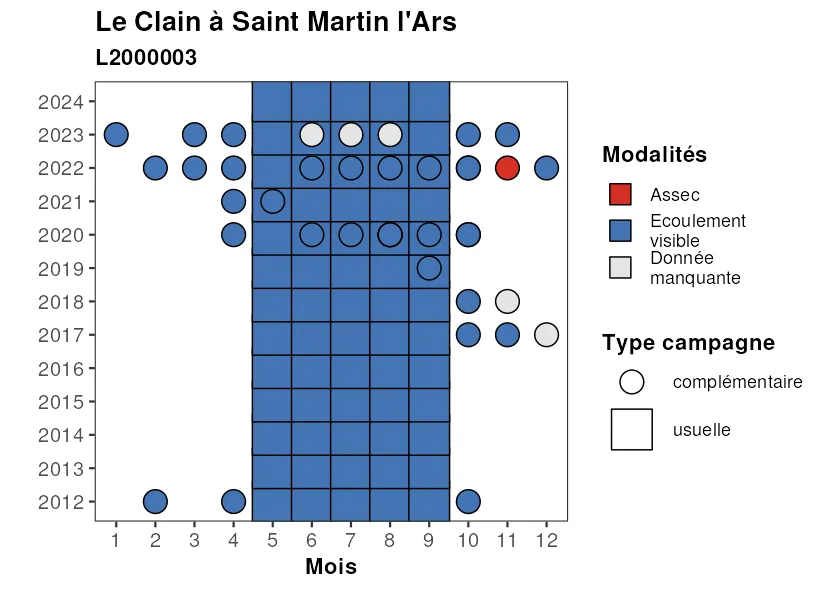 Le Clain à Saint Martin l'Ars
L2000003
2024
2023
2022
2021
2020
2019
2018
2017
2016
2015
2014
2013
2012
1 2 3 4 5 6 7 8 9 10 11 12
Mois
Modalités
Assec
Ecoulement
visible
Donnée
manquante
Type campagne
complémentaire
usuelle